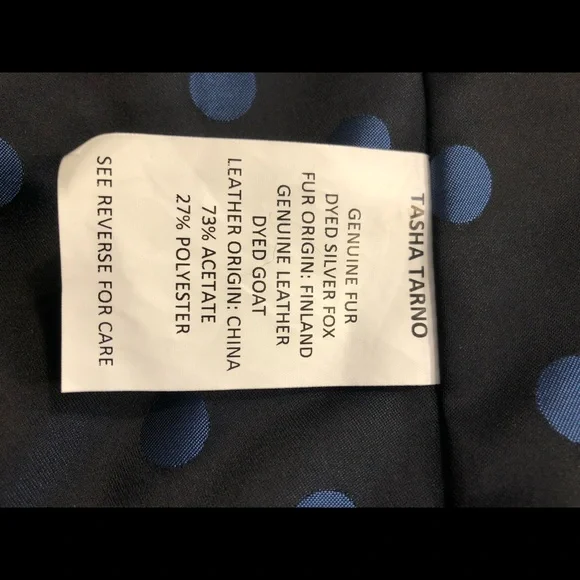 TASHA TARNO
GENUINE FUR
DYED SILVER FOX
FUR ORIGIN: FINLAND
GENUINE LEATHER
DYED GOAT
LEATHER ORIGIN: CHINA
73% ACETATE
27% POLYESTER
SEE REVERSE FOR CARE